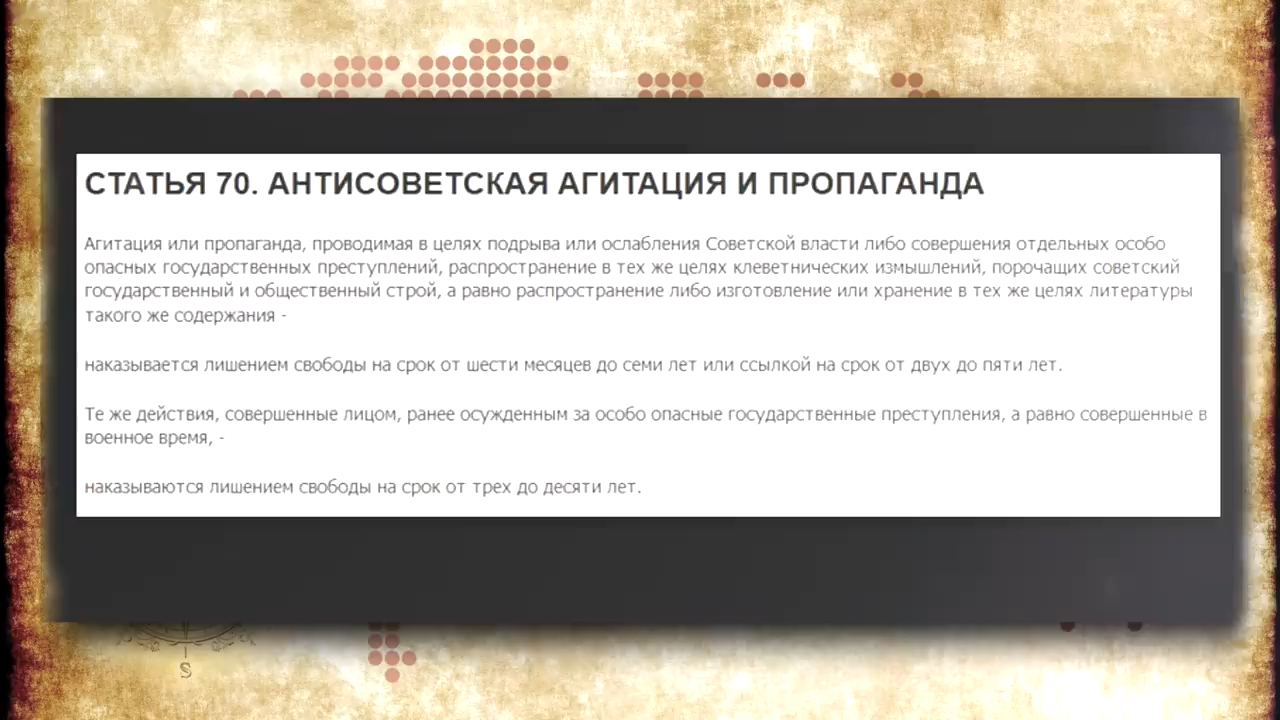 СТАТЬЯ 70. АНТИСОВЕТСКАЯ АГИТАЦИЯ И ПРОПАГАНДА
Агитация или пропаганда, проводимая в целях подрыва или ослабления Советской власти либо совершения отдельных особо
опасных государственных преступлений, распространение в тех же целях клеветнических измышлений, порочащих советский
государственный и общественный строй, а равно распространение либо изготовление или хранение в тех же целях литературы
такого же содержания -
наказывается лишением свободы на срок от шести месяцев до семи лет или ссылкой на срок от двух до пяти лет.
Те же действия, совершенные лицом, ранее осужденным за особо опасные государственные преступления, а равно совершенные в
военное время, -
наказываются лишением свободы на срок от трех до десяти лет.
S